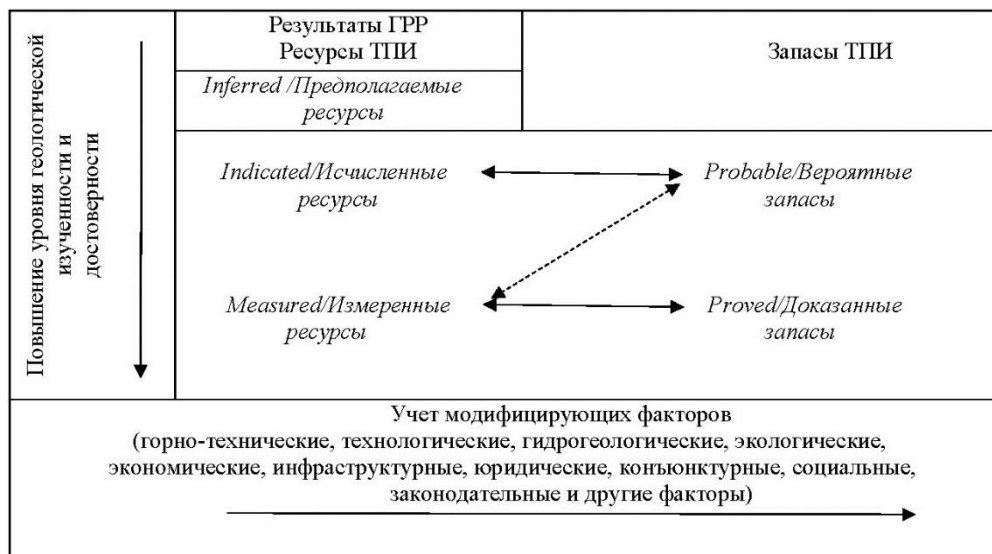 Повышение уровня геологической
изученности и
достоверности
Результаты ГРР
Ресурсы ТПИ
Запасы ТПИ
Inferred /Предполагаемые
ресурсы
Indicated/Исчисленные
ресурсы
Probable/Вероятные
запасы
Measured/Измеренные
ресурсы
Proved/Доказанные
запасы
Учет модифицирующих факторов
(горно-технические, технологические, гидрогеологические, экологические,
экономические, инфраструктурные, юридические, конъюнктурные, социальные,
законодательные и другие факторы)